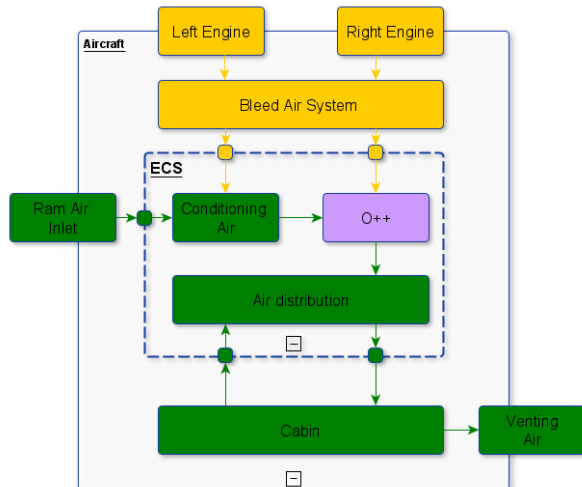 Left Engine
Right Engine
Aircraft
Bleed Air System
ECS
Ram Air
Inlet
Conditioning
Air
O++
Air distribution
Cabin
Venting
Air